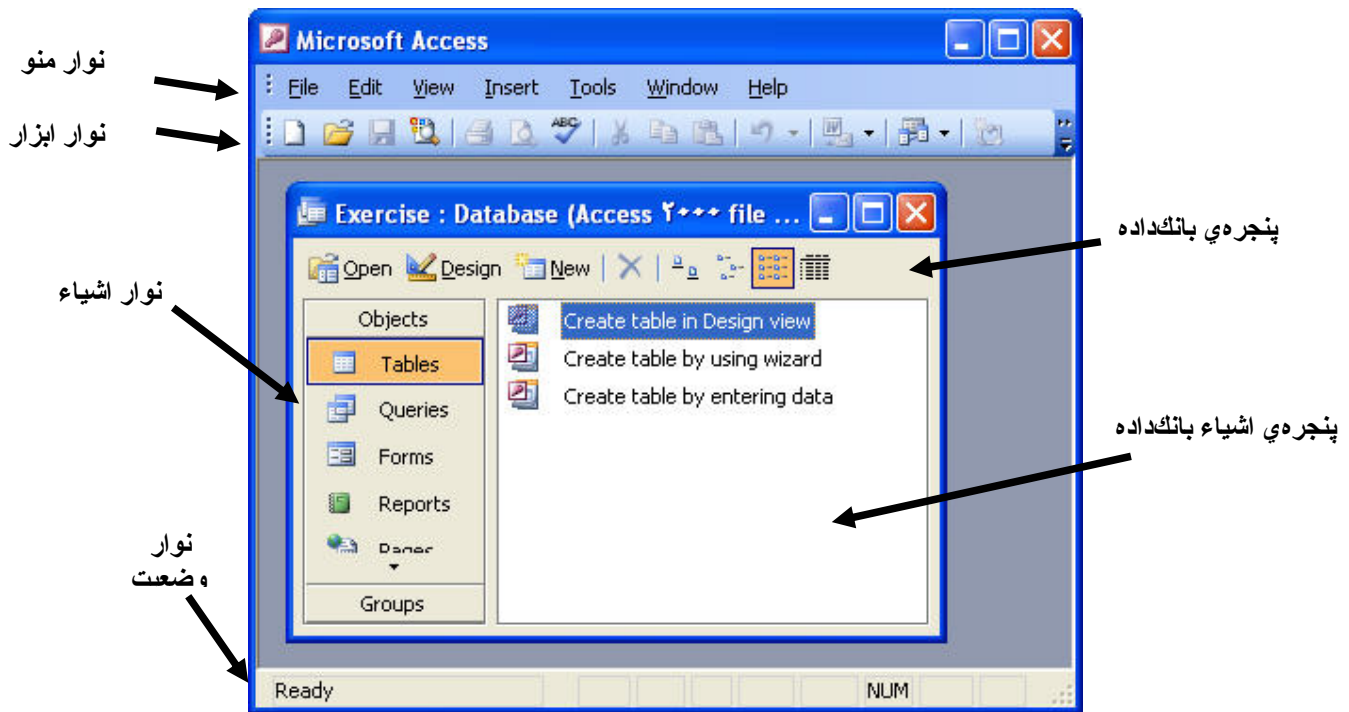 Microsoft Access
نوار منو
File Edit View Insert Tools Window Help
نوار ابزار
ABC
Exercise : Database (Access ۲۰۰۰ file ...
پنجره‌ي بانك‌داده
Open Design New
نوار اشياء
Objects
Create table in Design view
Tables
Create table by using wizard
Queries
Create table by entering data
پنجره‌ي اشياء بانك‌داده
Forms
Reports
Pages
نوار
وضعيت
Groups
Ready NUM